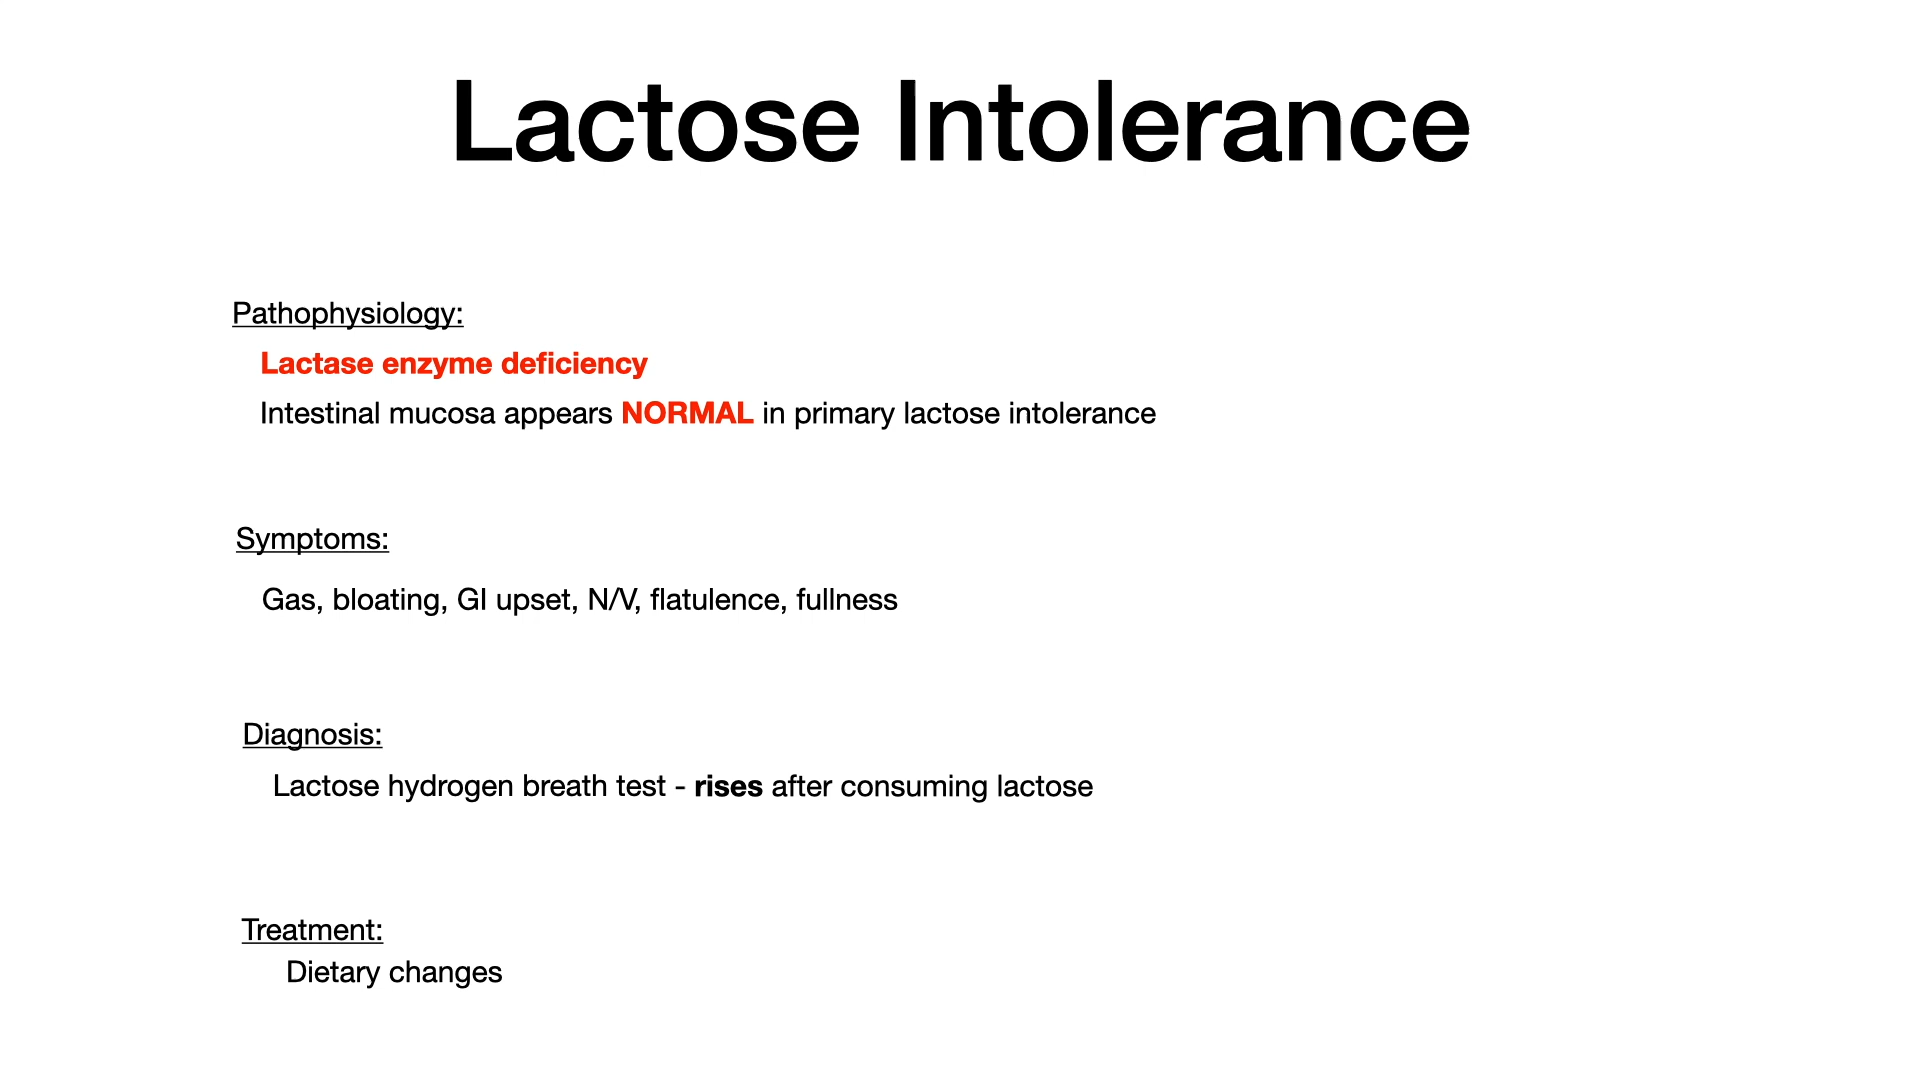 Lactose Intolerance
Pathophysiology:
Lactase enzyme deficiency
Intestinal mucosa appears NORMAL in primary lactose intolerance
Symptoms:
Gas, bloating, GI upset, N/V, flatulence, fullness
Diagnosis:
Lactose hydrogen breath test - rises after consuming lactose
Treatment:
Dietary changes